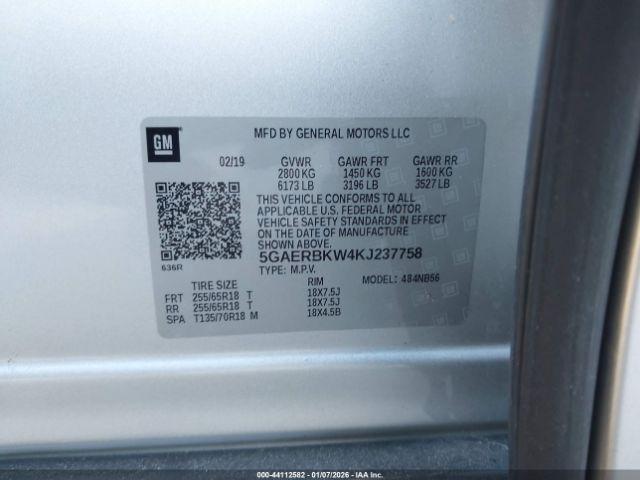 GM
MFD BY GENERAL MOTORS LLC
02/19 GVWR GAWR FRT GAWR RR
2800 KG 1450 KG 1600 KG
6173 LB 3196 LB 3527 LB
THIS VEHICLE CONFORMS TO ALL
APPLICABLE U.S. FEDERAL MOTOR
VEHICLE SAFETY STANDARDS IN EFFECT
ON THE DATE OF MANUFACTURE
SHOWN ABOVE.
636R
5GAERBKW4KJ237758
TYPE: M.P.V.
TIRE SIZE RIM MODEL: 484NB56
FRT 255/65R18 T 18X7.5J
RR 255/65R18 T 18X7.5J
SPA T135/70R18 M 18X4.5B
000-44112582 - 01/07/2026 - IAA Inc.